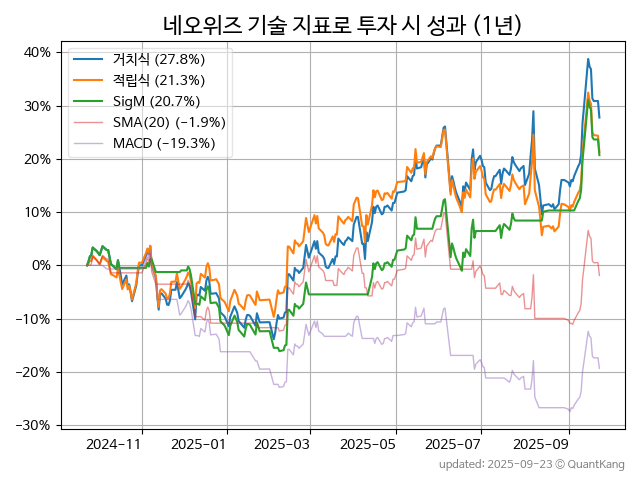 네오위즈 기술 지표로 투자 시 성과 (1년)
거치식 (27.8%)
적립식 (21.3%)
SigM (20.7%)
SMA(20) (−1.9%)
MACD (−19.3%)
40%
30%
20%
10%
0%
−10%
−20%
−30%
2024-11 2025-01 2025-03 2025-05 2025-07 2025-09
updated: 2025-09-23 ⓒ QuantKang